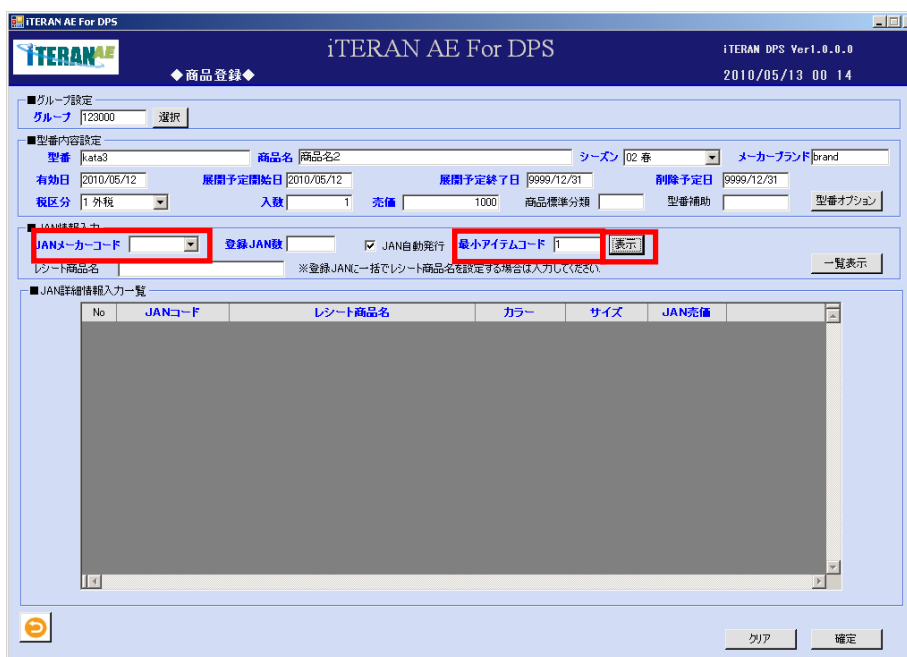 iTERAN AE For DPS
iTERAN AE
iTERAN AE For DPS
iTERAN DPS Ver1.0.0.0
◆商品登録◆
2010/05/13 00 14
■グループ設定
グループ 123000 選択
■型番内容設定
型番 kata3 商品名 商品名2 シーズン 02 春 メーカーブランド brand
有効日 2010/05/12 展開予定開始日 2010/05/12 展開予定終了日 9999/12/31 削除予定日 9999/12/31
税区分 1 外税 入数 1 売価 1000 商品標準分類 型番補助 型番オプション
■JAN情報入力
JANメーカーコード 登録JAN数 JAN自動発行 最小アイテムコード 1 表示
レシート商品名 ※登録JANに一括でレシート商品名を設定する場合は入力してください 一覧表示
■JAN詳細情報入力一覧
No JANコード レシート商品名 カラー サイズ JAN売価
クリア 確定